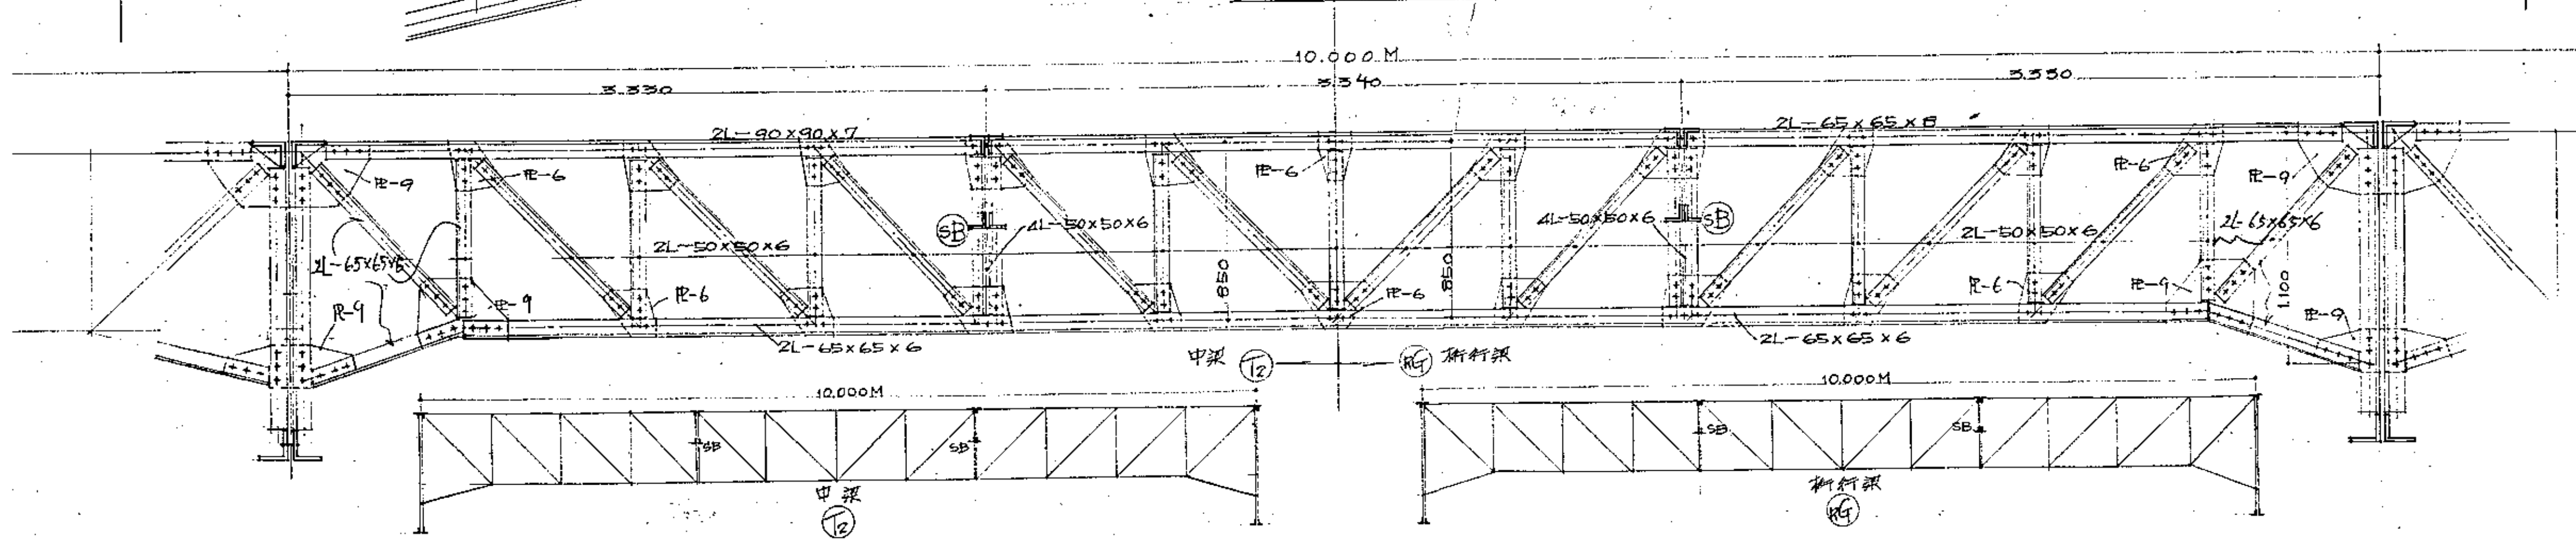 10.000 M
3.330
3.340
3.330
2L-90×90×7
2L-65×65×8
PL-9
PL-6
PL-6
PL-6
PL-9
SB
4L-50×50×6
4L-50×50×6
SB
2L-50×50×6
2L-50×50×6
2L-65×65×6
2L-65×65×6
850
850
1.100
PL-9
PL-9
PL-6
PL-6
PL-6
PL-9
PL-9
2L-65×65×6
2L-65×65×6
中梁 T2
RG 桁行梁
10.000M
10.000M
SB
SB
SB
SB
中梁
T2
桁行梁
RG